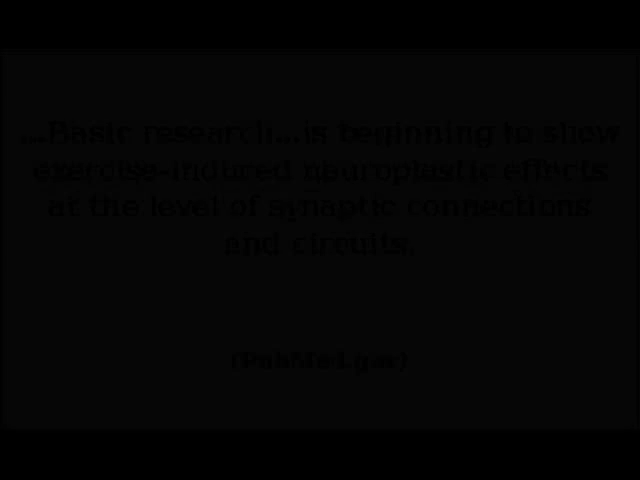 ...Basic research...is beginning to show
exercise-induced neuroplastic effects
at the level of synaptic connections
and circuits.
(PubMed.gov)